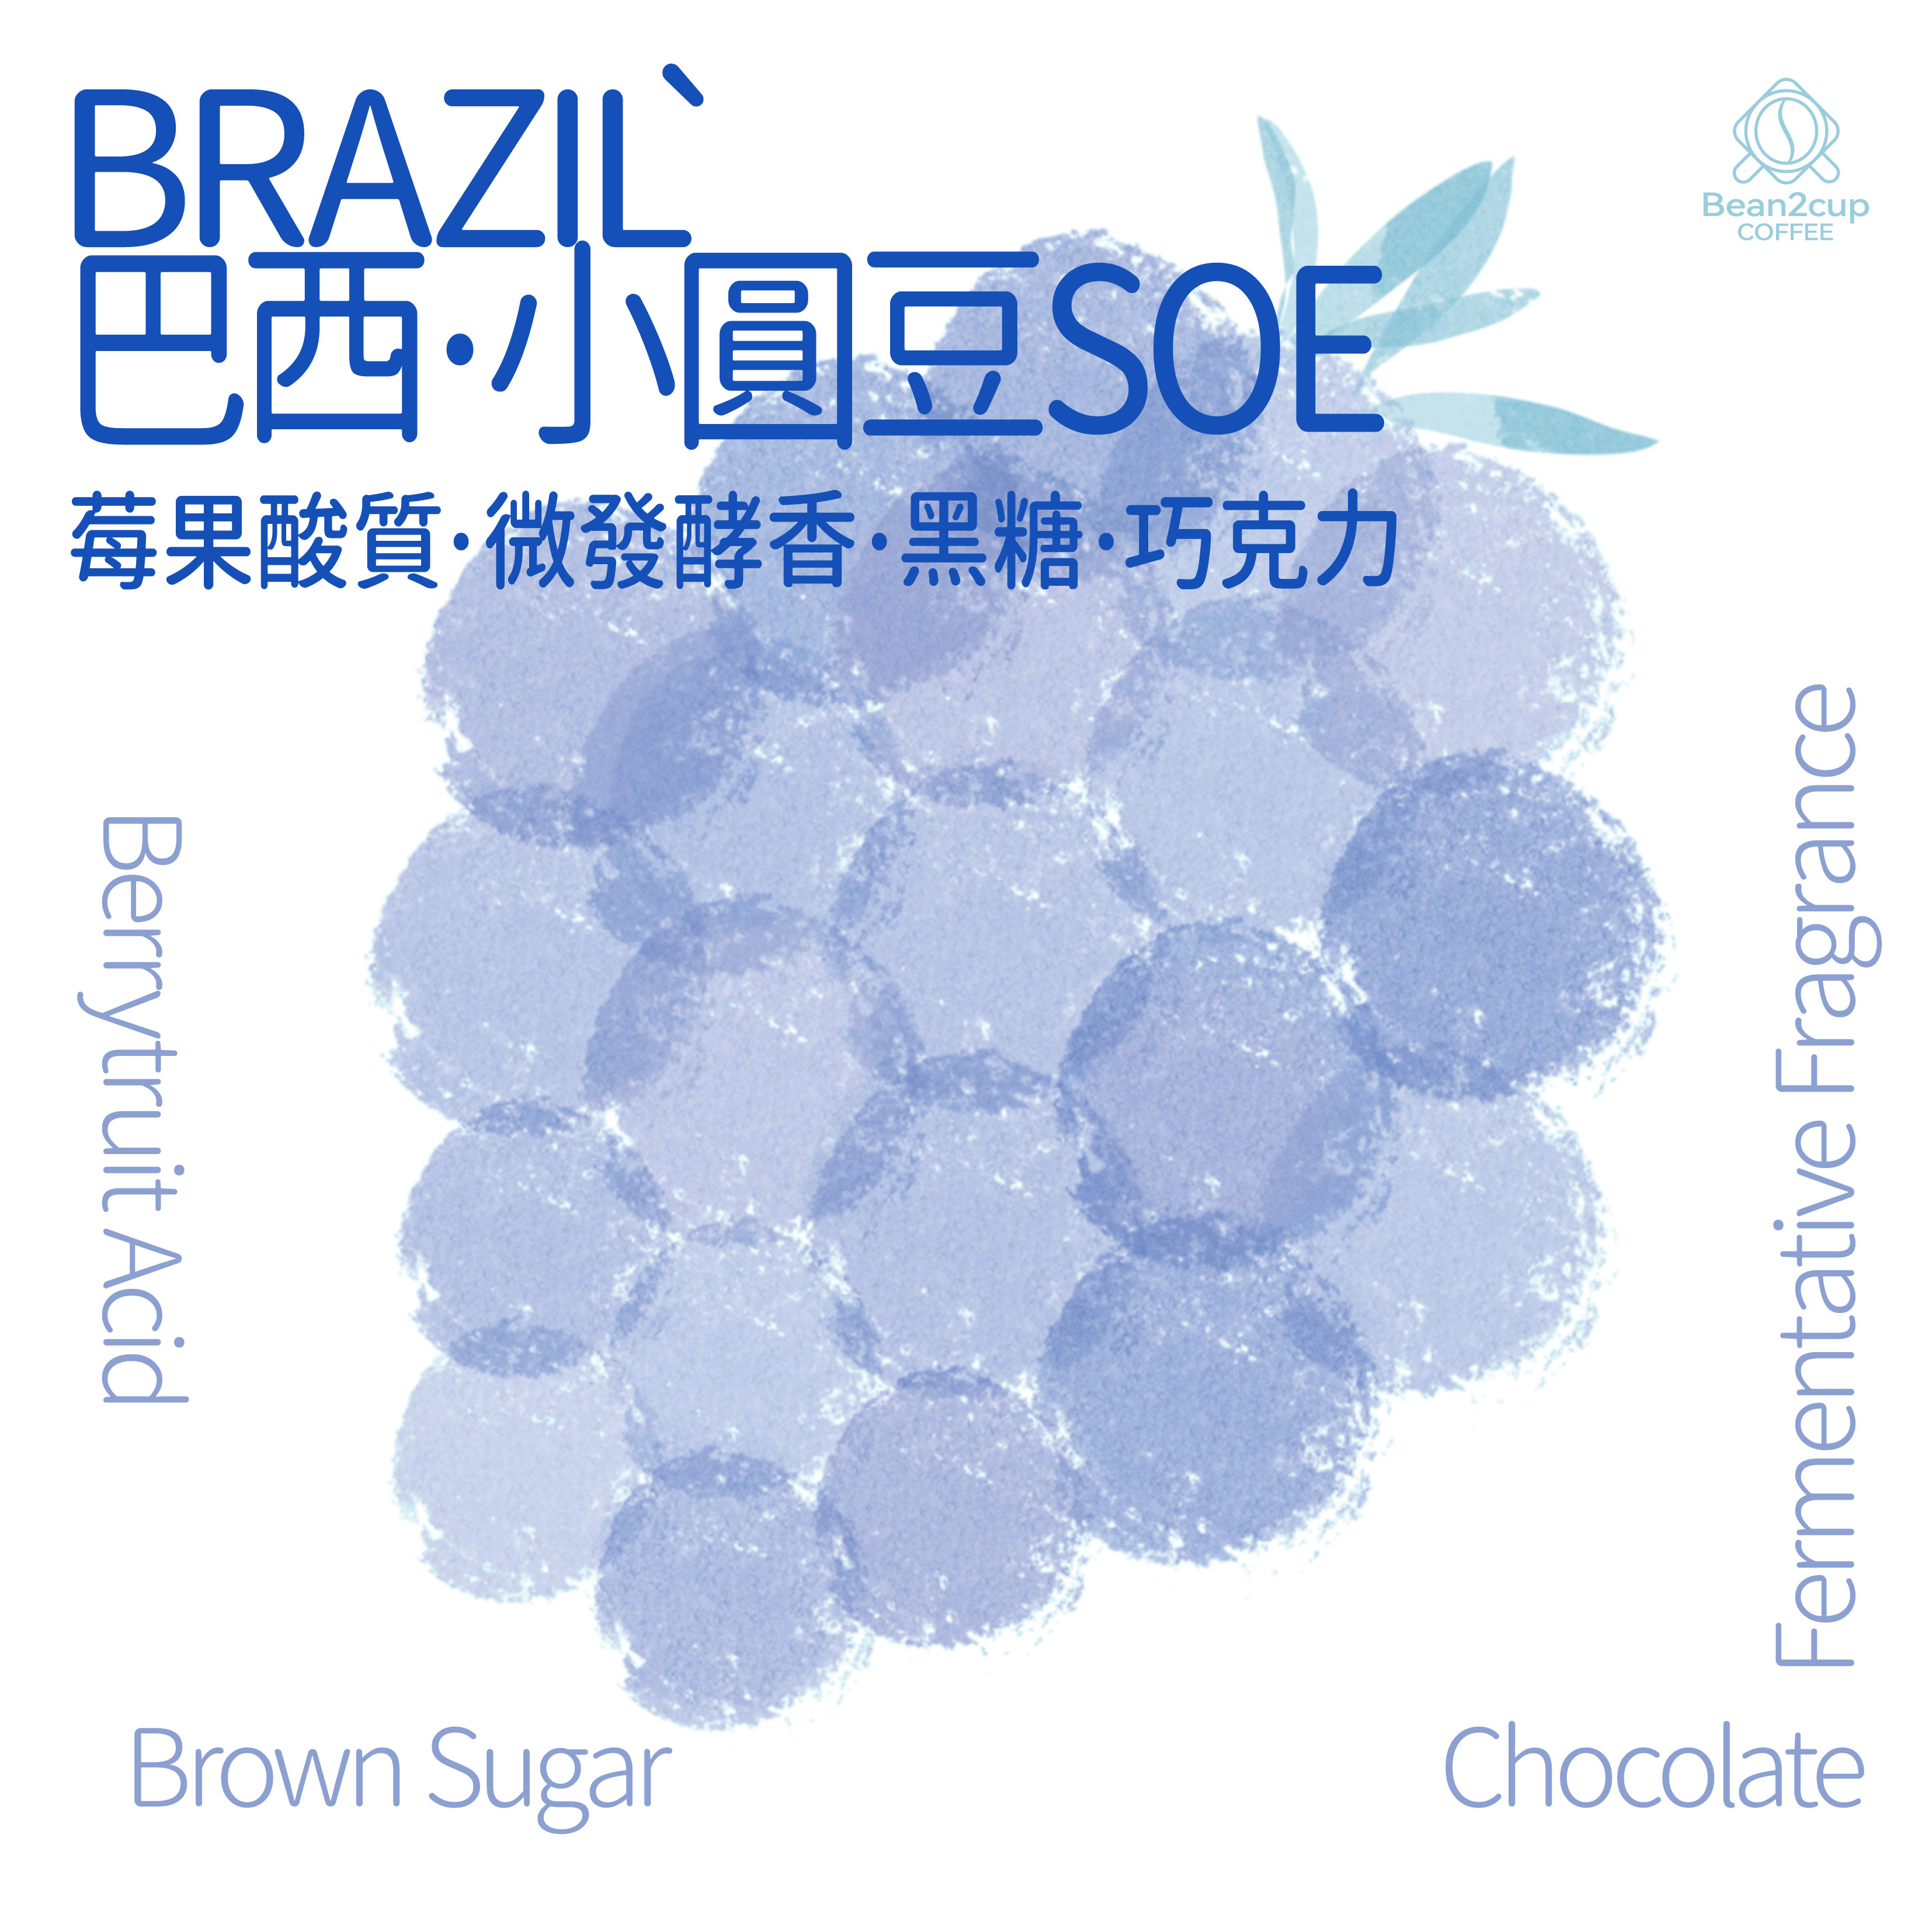 BRAZIL`
巴西·小圓豆SOE
莓果酸質·微發酵香·黑糖·巧克力
Bean2cup
COFFEE
Berrytruit Acid
Fermentative Fragrance
Brown Sugar
Chocolate